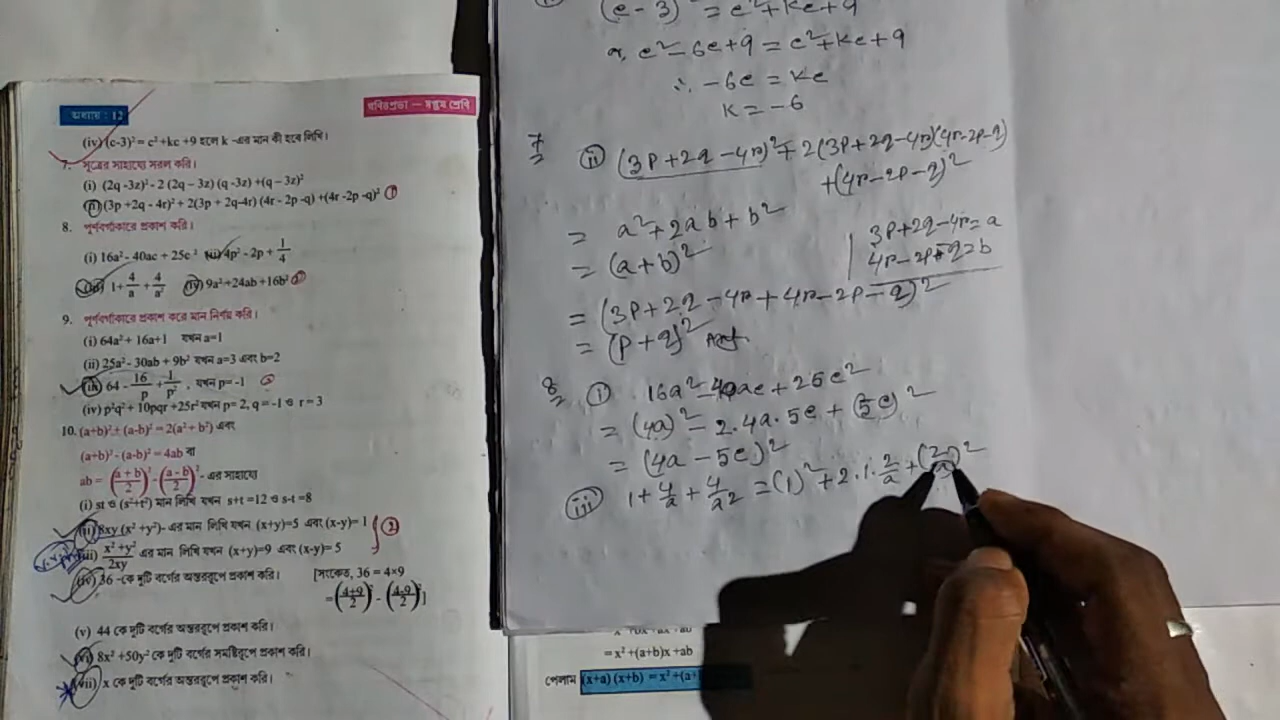 অধ্যায় : 12
গণিতপ্রভা — সপ্তম শ্রেণি
(iv) (c-3)² = c² +kc +9 হলে k -এর মান কী হবে লিখি।
7. সূত্রের সাহায্যে সরল করি।
(i) (2q -3z)² - 2 (2q – 3z) (q -3z) +(q – 3z)²
(ii) (3p + 2q - 4r)² + 2(3p + 2q-4r) (4r - 2p -q) +(4r -2p–q)² ①
8. পূর্ণবর্গাকারে প্রকাশ করি।
(i) 16a² - 40ac + 25c² (ii) 4p² - 2p + 1/4
(iii) 1 + 4/a + 4/a² (iv) 9a² +24ab +16b²
9. পূর্ণবর্গাকারে প্রকাশ করে মান নির্ণয় করি।
(i) 64a² + 16a+1 যখন a=1
(ii) 25a² - 30ab + 9b² যখন a=3 এবং b=2
(iii) 64 - 16/p + 1/p² , যখন p= -1
(iv) p²q² + 10pqr +25r² যখন p= 2, q = -1 ও r = 3
10. (a+b)² + (a-b)² = 2(a² + b²) এবং
(a+b)² - (a-b)² = 4ab বা
ab = (a + b/2)² - (a – b/2)² -এর সাহায্যে
(i) st ও (s²+t²) মান লিখি যখন s+t =12 ও s-t =8
(ii) 8xy (x² + y²)- এর মান লিখি যখন (x+y)=5 এবং (x-y)= 1 ②
(iii) x² + y²/2xy এর মান লিখি যখন (x+y)=9 এবং (x-y)= 5
(iv) 36 -কে দুটি বর্গের অন্তররূপে প্রকাশ করি। [সংকেত, 36 = 4×9
= (4+9/2)² - (4-9/2)²]
(v) 44 কে দুটি বর্গের অন্তররূপে প্রকাশ করি।
(vi) 8x² +50y² কে দুটি বর্গের সমষ্টিরূপে প্রকাশ করি।
(vii) x কে দুটি বর্গের অন্তররূপে প্রকাশ করি।
(c - 3) = c² + kc + 9
বা, c² – 6c + 9 = c² + kc + 9
∴ –6c = kc
k = –6
7 ii (3p + 2q – 4r)² + 2(3p + 2q – 4r)(4r – 2p – q)
+ (4r – 2p – q)²
= a² + 2ab + b²
3p + 2q – 4r = a
= (a + b)²
4r – 2p – q = b
= (3p + 2q – 4r + 4r – 2p – q)²
= (p + q)² Ans.
8 i 16a² – 40ac + 25c²
= (4a)² – 2.4a.5c + (5c)²
= (4a – 5c)²
iii 1 + 4/a + 4/a² = (1)² + 2.1.2/a + (2/a)²
= x² + (a+b)x +ab
পেলাম (x+a) (x+b) = x² +(a+